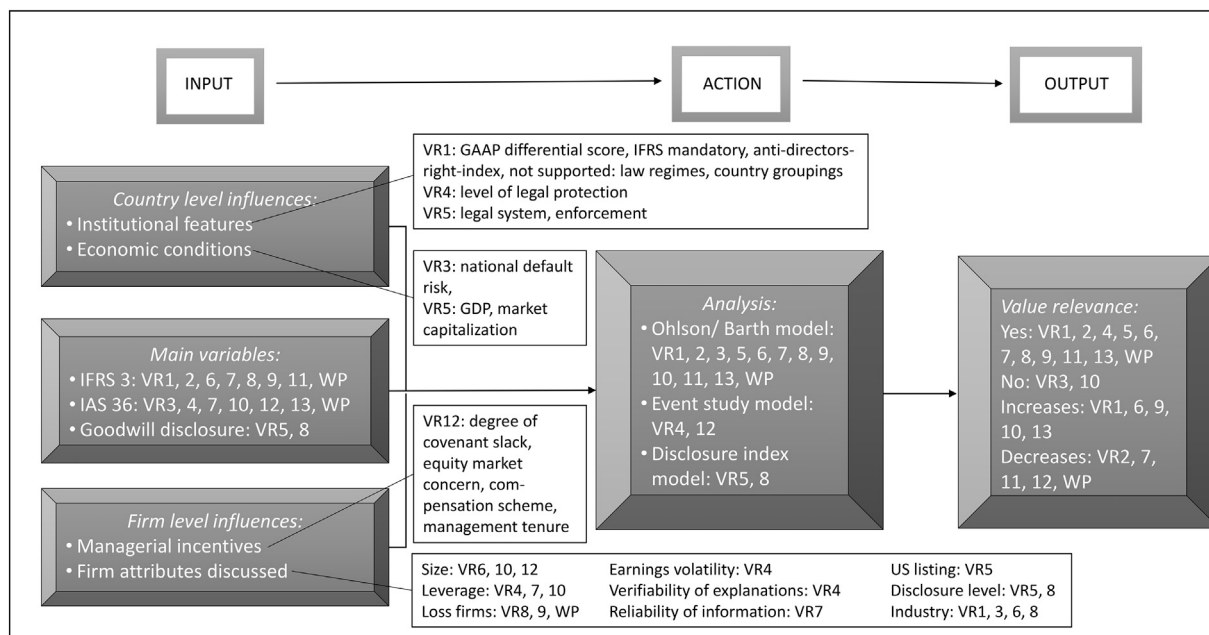 INPUT
ACTION
OUTPUT
VR1: GAAP differential score, IFRS mandatory, anti-directors-
right-index, not supported: law regimes, country groupings
VR4: level of legal protection
VR5: legal system, enforcement
Country level influences:
• Institutional features
• Economic conditions
VR3: national default
risk,
VR5: GDP, market
capitalization
Main variables:
• IFRS 3: VR1, 2, 6, 7, 8, 9, 11, WP
• IAS 36: VR3, 4, 7, 10, 12, 13, WP
• Goodwill disclosure: VR5, 8
VR12: degree of
covenant slack,
equity market
concern, com-
pensation scheme,
management tenure
Firm level influences:
• Managerial incentives
• Firm attributes discussed
Analysis:
• Ohlson/ Barth model:
VR1, 2, 3, 5, 6, 7, 8, 9,
10, 11, 13, WP
• Event study model:
VR4, 12
• Disclosure index
model: VR5, 8
Value relevance:
Yes: VR1, 2, 4, 5, 6,
7, 8, 9, 11, 13, WP
No: VR3, 10
Increases: VR1, 6, 9,
10, 13
Decreases: VR2, 7,
11, 12, WP
Size: VR6, 10, 12
Leverage: VR4, 7, 10
Loss firms: VR8, 9, WP
Earnings volatility: VR4
Verifiability of explanations: VR4
Reliability of information: VR7
US listing: VR5
Disclosure level: VR5, 8
Industry: VR1, 3, 6, 8